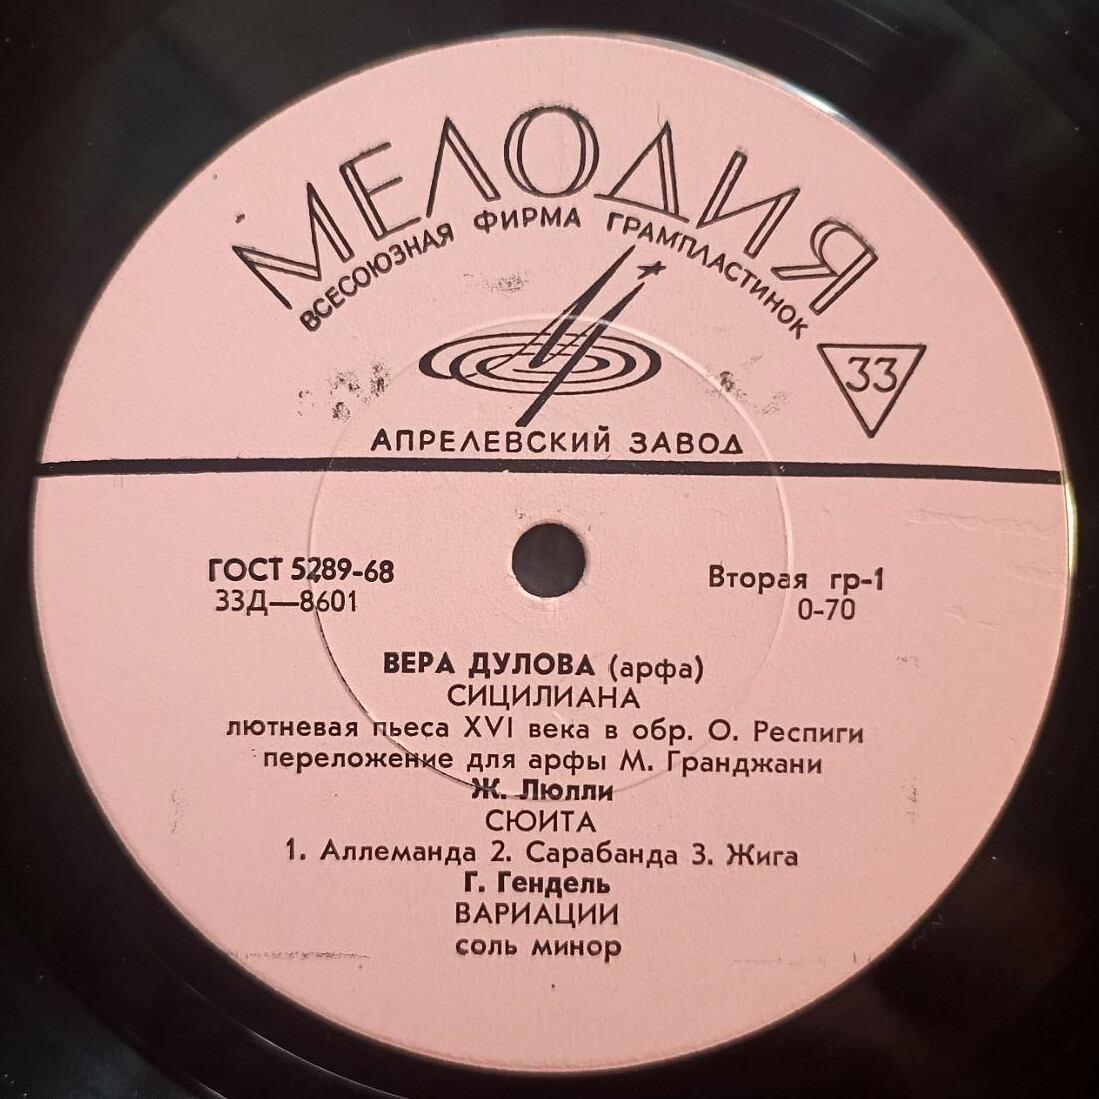 МЕЛОДИЯ
ВСЕСОЮЗНАЯ ФИРМА ГРАМПЛАСТИНОК
33
АПРЕЛЕВСКИЙ ЗАВОД
ГОСТ 5289-68
33Д—8601
Вторая гр-1
0-70
ВЕРА ДУЛОВА (арфа)
СИЦИЛИАНА
лютневая пьеса XVI века в обр. О. Респиги
переложение для арфы М. Гранджани
Ж. Люлли
СЮИТА
1. Аллеманда 2. Сарабанда 3. Жига
Г. Гендель
ВАРИАЦИИ
соль минор